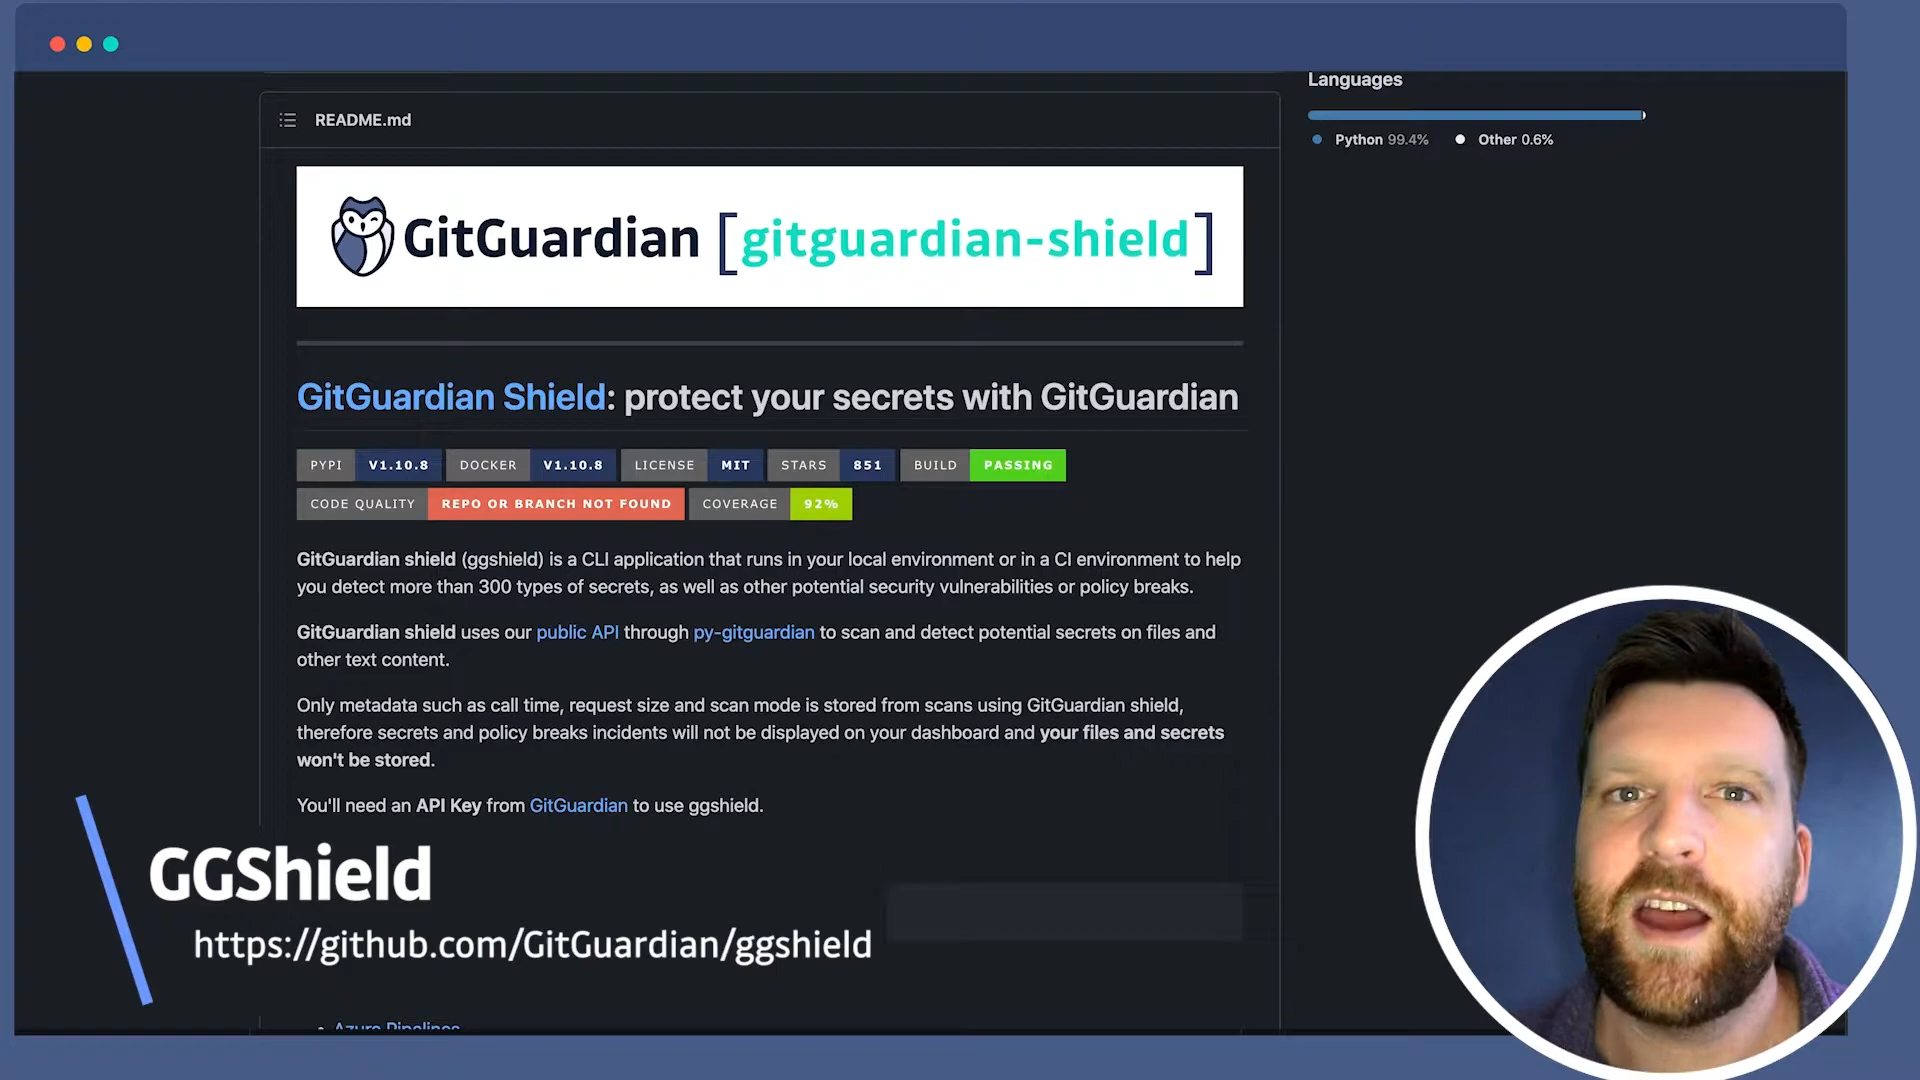 Languages
Python 99.4% Other 0.6%
README.md
GitGuardian [gitguardian-shield]
GitGuardian Shield: protect your secrets with GitGuardian
PYPI V1.10.8 DOCKER V1.10.8 LICENSE MIT STARS 851 BUILD PASSING
CODE QUALITY REPO OR BRANCH NOT FOUND COVERAGE 92%
GitGuardian shield (ggshield) is a CLI application that runs in your local environment or in a CI environment to help
you detect more than 300 types of secrets, as well as other potential security vulnerabilities or policy breaks.
GitGuardian shield uses our public API through py-gitguardian to scan and detect potential secrets on files and
other text content.
Only metadata such as call time, request size and scan mode is stored from scans using GitGuardian shield,
therefore secrets and policy breaks incidents will not be displayed on your dashboard and your files and secrets
won't be stored.
You'll need an API Key from GitGuardian to use ggshield.
GGShield
https://github.com/GitGuardian/ggshield
Azure Pipelines